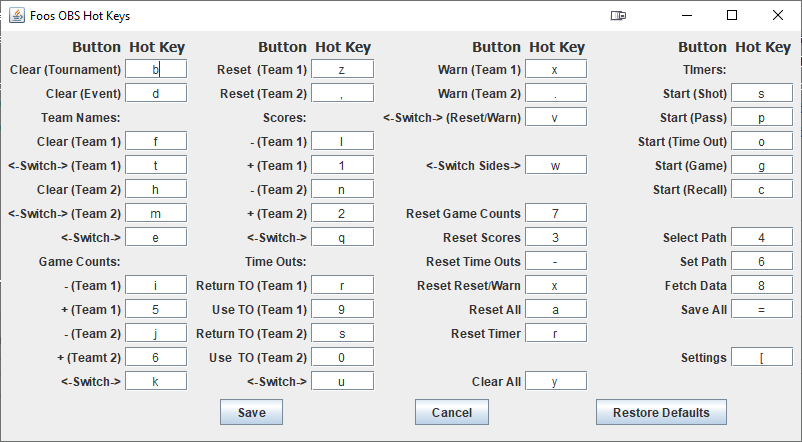 Foos OBS Hot Keys
Button Hot Key Button Hot Key Button Hot Key Button Hot Key
Clear (Tournament) b Reset (Team 1) z Warn (Team 1) x TImers:
Clear (Event) d Reset (Team 2) , Warn (Team 2) . Start (Shot) s
Team Names: Scores: <-Switch-> (Reset/Warn) v Start (Pass) p
Clear (Team 1) f - (Team 1) l Start (Time Out) o
<-Switch-> (Team 1) t + (Team 1) 1 <-Switch Sides-> w Start (Game) g
Clear (Team 2) h - (Team 2) n Start (Recall) c
<-Switch-> (Team 2) m + (Team 2) 2 Reset Game Counts 7
<-Switch-> e <-Switch-> q Reset Scores 3 Select Path 4
Game Counts: Time Outs: Reset Time Outs - Set Path 6
- (Team 1) i Return TO (Team 1) r Reset Reset/Warn x Fetch Data 8
+ (Team 1) 5 Use TO (Team 1) 9 Reset All a Save All =
- (Team 2) j Return TO (Team 2) s Reset Timer r
+ (Teamt 2) 6 Use TO (Team 2) 0 Settings [
<-Switch-> k <-Switch-> u Clear All y
Save Cancel Restore Defaults